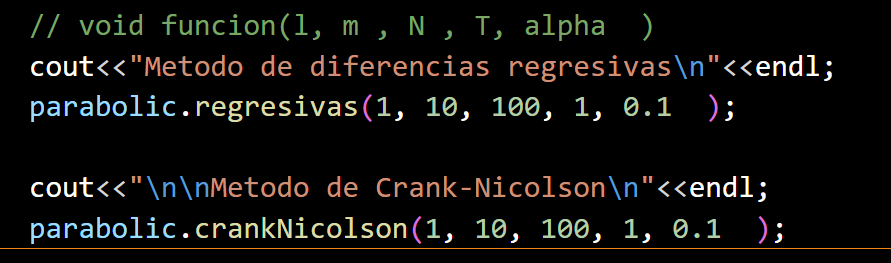 // void funcion(l, m , N , T, alpha  )
cout<<"Metodo de diferencias regresivas\n"<<endl;
parabolic.regresivas(1, 10, 100, 1, 0.1  );
cout<<"\n\nMetodo de Crank-Nicolson\n"<<endl;
parabolic.crankNicolson(1, 10, 100, 1, 0.1  );